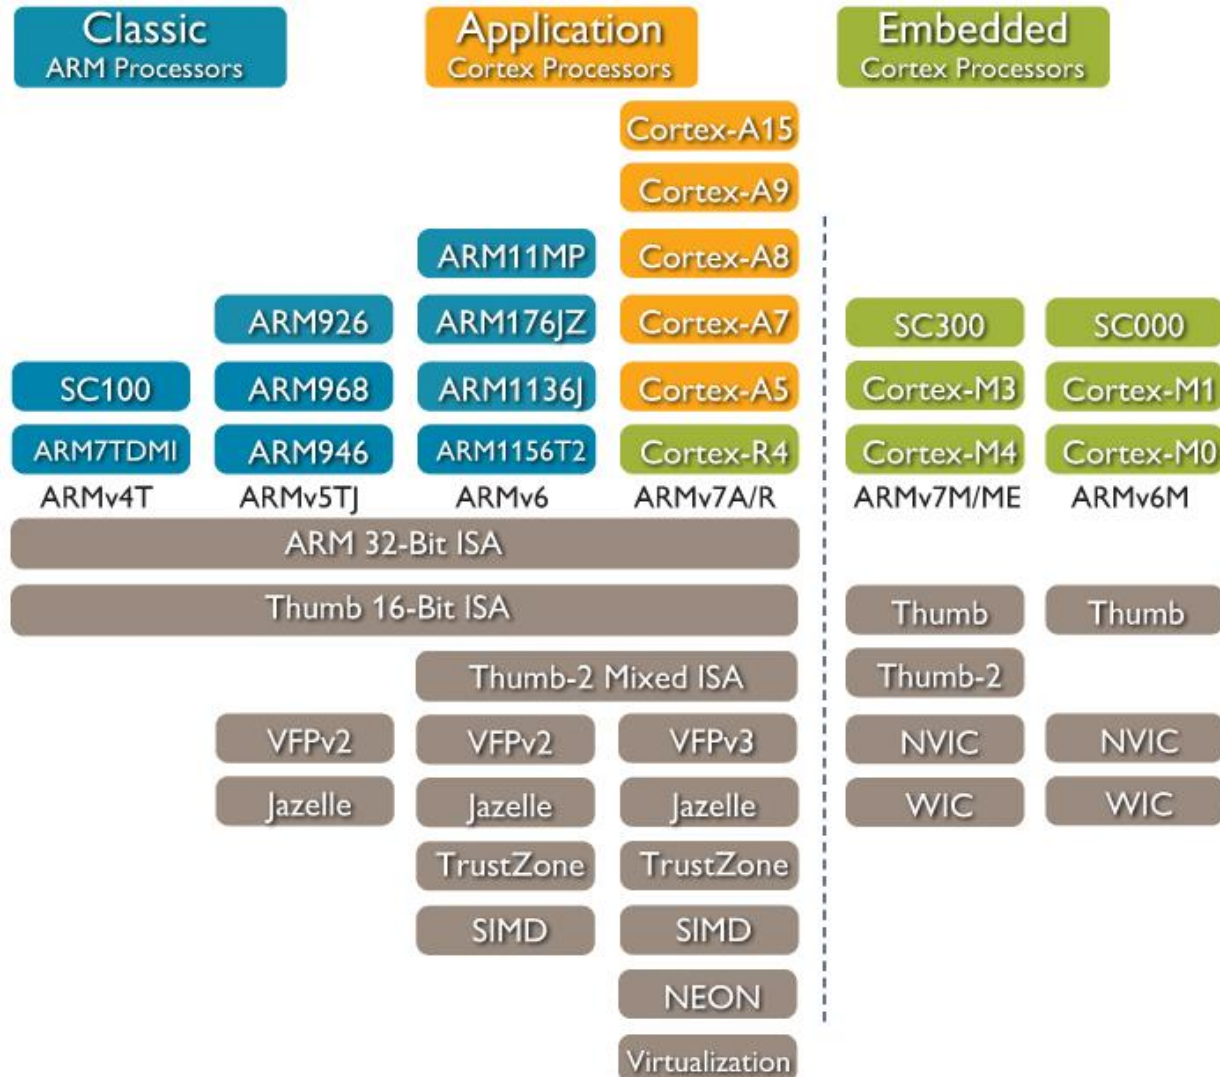 Classic
ARM Processors
Application
Cortex Processors
Embedded
Cortex Processors
Cortex-A15
Cortex-A9
ARM11MP
Cortex-A8
ARM926
ARM176JZ
Cortex-A7
SC300
SC000
SC100
ARM968
ARM1136J
Cortex-A5
Cortex-M3
Cortex-M1
ARM7TDMI
ARM946
ARM1156T2
Cortex-R4
Cortex-M4
Cortex-M0
ARMv4T
ARMv5TJ
ARMv6
ARMv7A/R
ARMv7M/ME
ARMv6M
ARM 32-Bit ISA
Thumb 16-Bit ISA
Thumb
Thumb
Thumb-2 Mixed ISA
Thumb-2
VFPv2
VFPv2
VFPv3
NVIC
NVIC
Jazelle
Jazelle
Jazelle
WIC
WIC
TrustZone
TrustZone
SIMD
SIMD
NEON
Virtualization